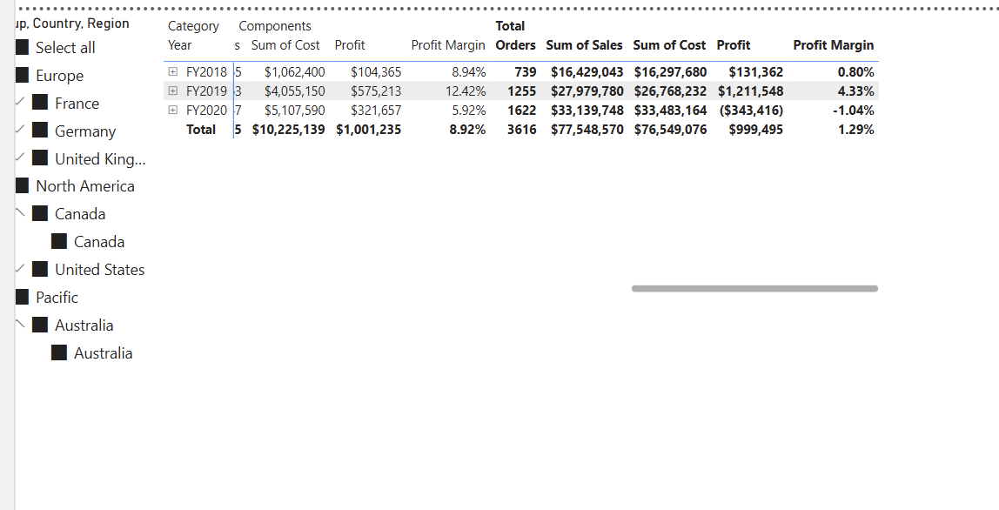 up, Country, Region
Select all
Europe
France
Germany
United King...
North America
Canada
Canada
United States
Pacific
Australia
Australia
Category Components Total
Year s Sum of Cost Profit Profit Margin Orders Sum of Sales Sum of Cost Profit Profit Margin
FY2018 5 $1,062,400 $104,365 8.94% 739 $16,429,043 $16,297,680 $131,362 0.80%
FY2019 3 $4,055,150 $575,213 12.42% 1255 $27,979,780 $26,768,232 $1,211,548 4.33%
FY2020 7 $5,107,590 $321,657 5.92% 1622 $33,139,748 $33,483,164 ($343,416) -1.04%
Total 5 $10,225,139 $1,001,235 8.92% 3616 $77,548,570 $76,549,076 $999,495 1.29%